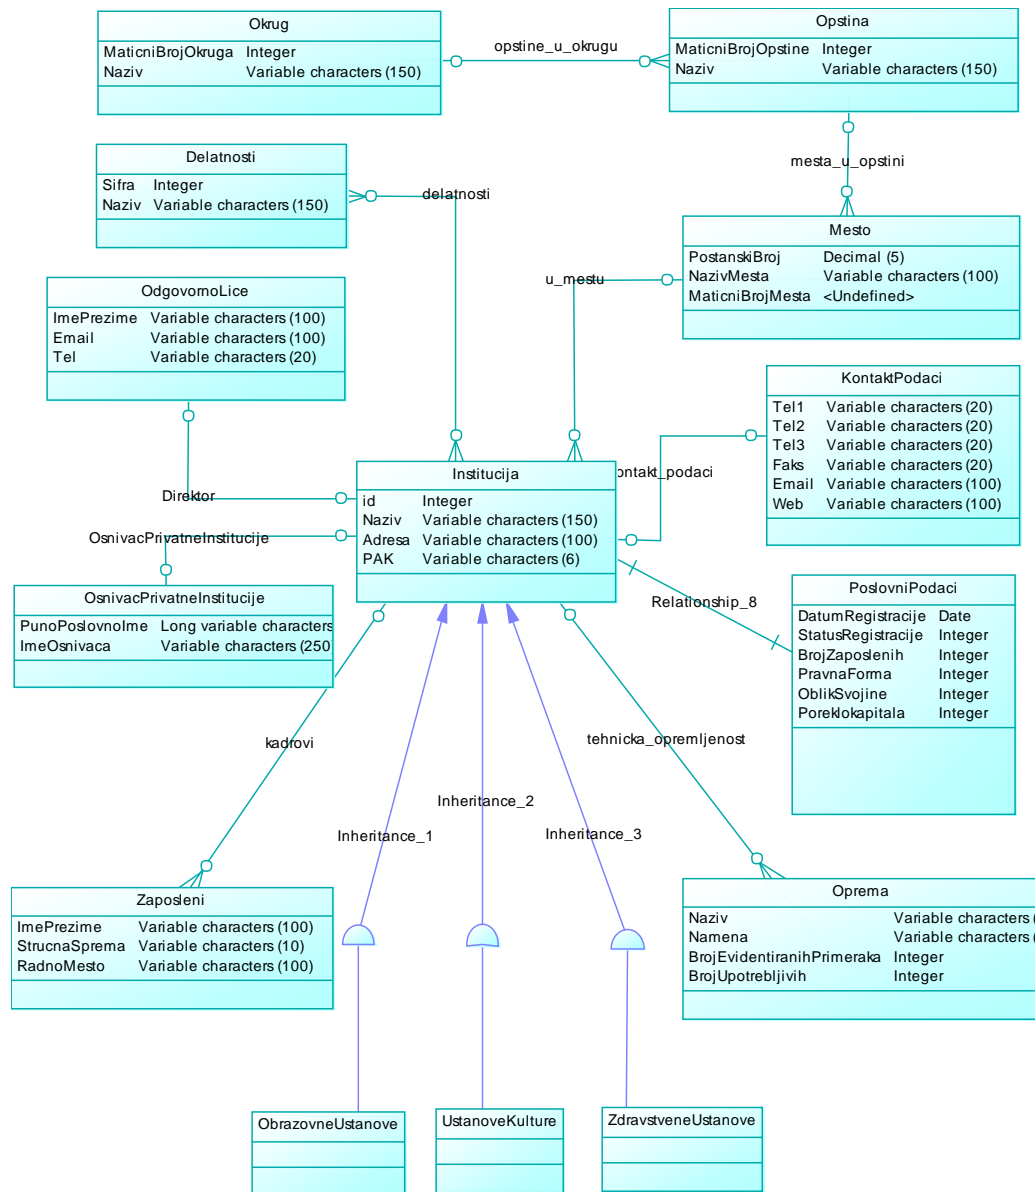 Okrug
MaticniBrojOkruga Integer
Naziv Variable characters (150)
opstine_u_okrugu
Opstina
MaticniBrojOpstine Integer
Naziv Variable characters (150)
mesta_u_opstini
Delatnosti
Sifra Integer
Naziv Variable characters (150)
delatnosti
Mesto
PostanskiBroj Decimal (5)
NazivMesta Variable characters (100)
MaticniBrojMesta <Undefined>
u_mestu
OdgovornoLice
ImePrezime Variable characters (100)
Email Variable characters (100)
Tel Variable characters (20)
KontaktPodaci
Tel1 Variable characters (20)
Tel2 Variable characters (20)
Tel3 Variable characters (20)
Faks Variable characters (20)
Email Variable characters (100)
Web Variable characters (100)
ontakt_podaci
Direktor
Institucija
id Integer
Naziv Variable characters (150)
Adresa Variable characters (100)
PAK Variable characters (6)
OsnivacPrivatneInstitucije
OsnivacPrivatneInstitucije
PunoPoslovnoIme Long variable characters
ImeOsnivaca Variable characters (250
Relationship_8
PoslovniPodaci
DatumRegistracije Date
StatusRegistracije Integer
BrojZaposlenih Integer
PravnaForma Integer
OblikSvojine Integer
Poreklokapitala Integer
kadrovi
tehnicka_opremljenost
Inheritance_1
Inheritance_2
Inheritance_3
Zaposleni
ImePrezime Variable characters (100)
StrucnaSprema Variable characters (10)
RadnoMesto Variable characters (100)
Oprema
Naziv Variable characters (
Namena Variable characters (
BrojEvidentiranihPrimeraka Integer
BrojUpotrebljivih Integer
ObrazovneUstanove
UstanoveKulture
ZdravstveneUstanove